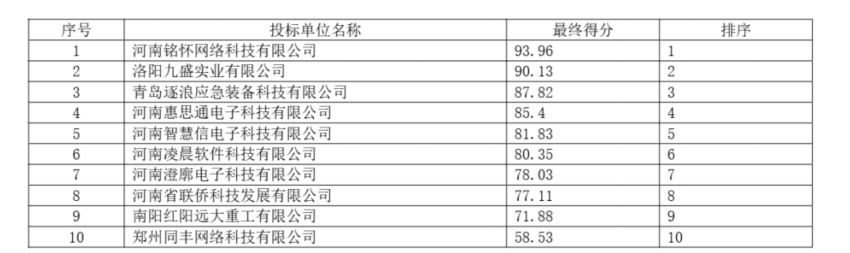 序号 投标单位名称 最终得分 排序
1 河南铭怀网络科技有限公司 93.96 1
2 洛阳九盛实业有限公司 90.13 2
3 青岛逐浪应急装备科技有限公司 87.82 3
4 河南惠思通电子科技有限公司 85.4 4
5 河南智慧信电子科技有限公司 81.83 5
6 河南凌晨软件科技有限公司 80.35 6
7 河南澄廓电子科技有限公司 78.03 7
8 河南省联侨科技发展有限公司 77.11 8
9 南阳红阳远大重工有限公司 71.88 9
10 郑州同丰网络科技有限公司 58.53 10